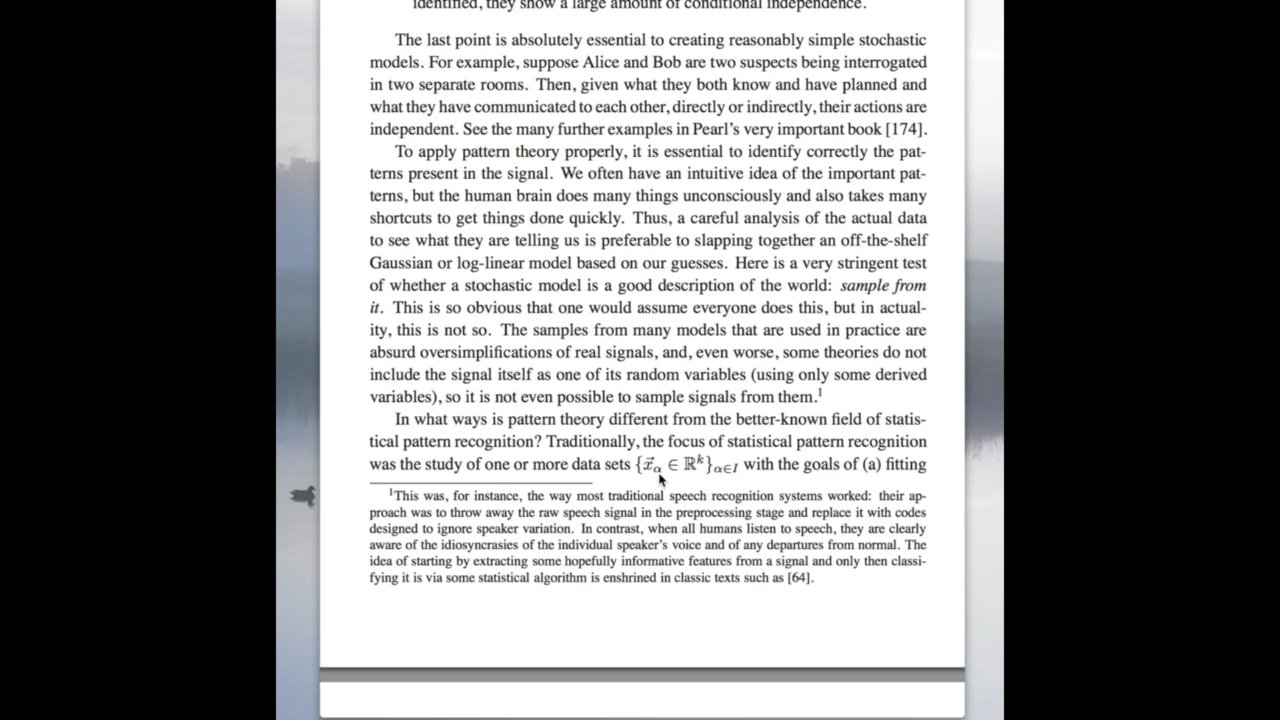 identified, they show a large amount of conditional independence.
The last point is absolutely essential to creating reasonably simple stochastic
models. For example, suppose Alice and Bob are two suspects being interrogated
in two separate rooms. Then, given what they both know and have planned and
what they have communicated to each other, directly or indirectly, their actions are
independent. See the many further examples in Pearl's very important book [174].
To apply pattern theory properly, it is essential to identify correctly the pat-
terns present in the signal. We often have an intuitive idea of the important pat-
terns, but the human brain does many things unconsciously and also takes many
shortcuts to get things done quickly. Thus, a careful analysis of the actual data
to see what they are telling us is preferable to slapping together an off-the-shelf
Gaussian or log-linear model based on our guesses. Here is a very stringent test
of whether a stochastic model is a good description of the world: sample from
it. This is so obvious that one would assume everyone does this, but in actual-
ity, this is not so. The samples from many models that are used in practice are
absurd oversimplifications of real signals, and, even worse, some theories do not
include the signal itself as one of its random variables (using only some derived
variables), so it is not even possible to sample signals from them.¹
In what ways is pattern theory different from the better-known field of statis-
tical pattern recognition? Traditionally, the focus of statistical pattern recognition
was the study of one or more data sets {x⃗_α ∈ ℝ^k}_{α∈I} with the goals of (a) fitting
¹This was, for instance, the way most traditional speech recognition systems worked: their ap-
proach was to throw away the raw speech signal in the preprocessing stage and replace it with codes
designed to ignore speaker variation. In contrast, when all humans listen to speech, they are clearly
aware of the idiosyncrasies of the individual speaker's voice and of any departures from normal. The
idea of starting by extracting some hopefully informative features from a signal and only then classi-
fying it is via some statistical algorithm is enshrined in classic texts such as [64].